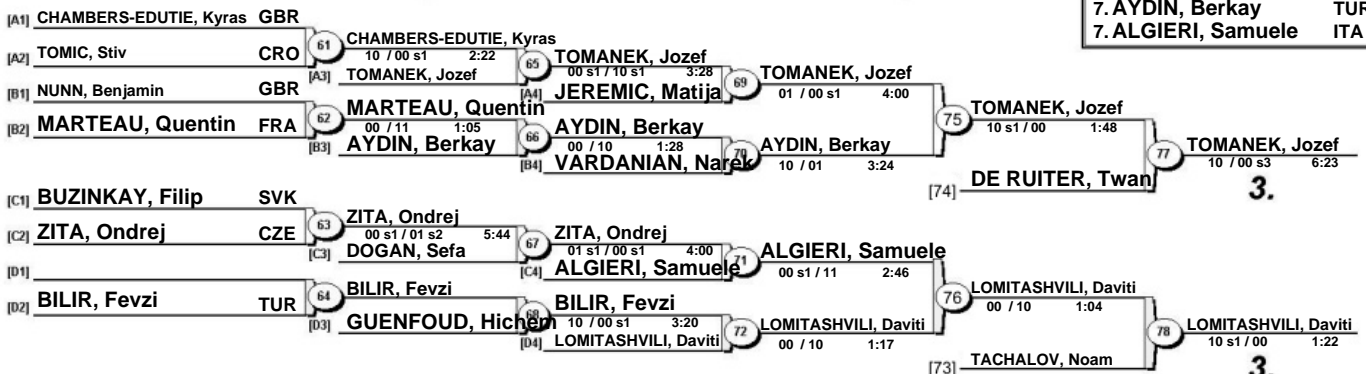 7. AYDIN, Berkay TUR
7. ALGIERI, Samuele ITA
[A1] CHAMBERS-EDUTIE, Kyras GBR
[A2] TOMIC, Stiv CRO
61 CHAMBERS-EDUTIE, Kyras
10 / 00 s1 2:22
[A3] TOMANEK, Jozef
65 TOMANEK, Jozef
00 s1 / 10 s1 3:28
[A4] JEREMIC, Matija
69 TOMANEK, Jozef
01 / 00 s1 4:00
[B1] NUNN, Benjamin GBR
[B2] MARTEAU, Quentin FRA
62 MARTEAU, Quentin
00 / 11 1:05
[B3] AYDIN, Berkay
66 AYDIN, Berkay
00 / 10 1:28
[B4] VARDANIAN, Narek
70 AYDIN, Berkay
10 / 01 3:24
75 TOMANEK, Jozef
10 s1 / 00 1:48
[74] DE RUITER, Twan
77 TOMANEK, Jozef
10 / 00 s3 6:23
3.
[C1] BUZINKAY, Filip SVK
[C2] ZITA, Ondrej CZE
63 ZITA, Ondrej
00 s1 / 01 s2 5:44
[C3] DOGAN, Sefa
67 ZITA, Ondrej
01 s1 / 00 s1 4:00
[C4] ALGIERI, Samuele
71 ALGIERI, Samuele
00 s1 / 11 2:46
[D1]
[D2] BILIR, Fevzi TUR
64 BILIR, Fevzi
[D3] GUENFOUD, Hichem
68 BILIR, Fevzi
10 / 00 s1 3:20
[D4] LOMITASHVILI, Daviti
72 LOMITASHVILI, Daviti
00 / 10 1:17
76 LOMITASHVILI, Daviti
00 / 10 1:04
[73] TACHALOV, Noam
78 LOMITASHVILI, Daviti
10 s1 / 00 1:22
3.